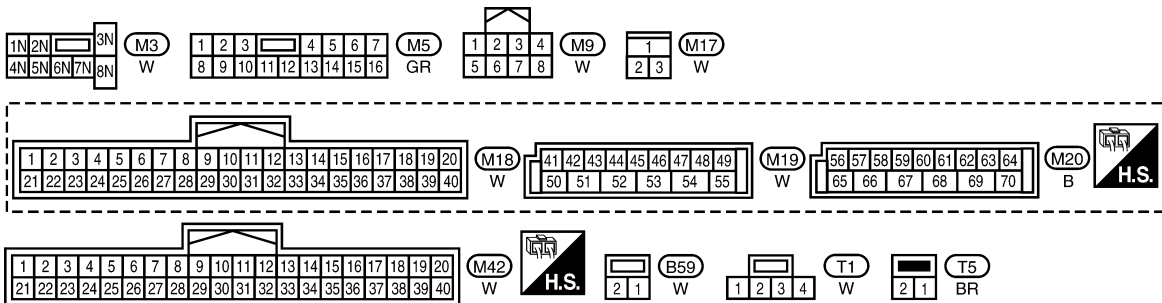 1N 2N 3N M3
4N 5N 6N 7N 8N W
1 2 3 4 5 6 7 M5
8 9 10 11 12 13 14 15 16 GR
1 2 3 4 M9
5 6 7 8 W
1 M17
2 3 W
1 2 3 4 5 6 7 8 9 10 11 12 13 14 15 16 17 18 19 20 M18
21 22 23 24 25 26 27 28 29 30 31 32 33 34 35 36 37 38 39 40 W
41 42 43 44 45 46 47 48 49 M19
50 51 52 53 54 55 W
56 57 58 59 60 61 62 63 64 M20
65 66 67 68 69 70 B
H.S.
1 2 3 4 5 6 7 8 9 10 11 12 13 14 15 16 17 18 19 20 M42
21 22 23 24 25 26 27 28 29 30 31 32 33 34 35 36 37 38 39 40 W
H.S.
B59
2 1 W
T1
1 2 3 4 W
T5
2 1 BR